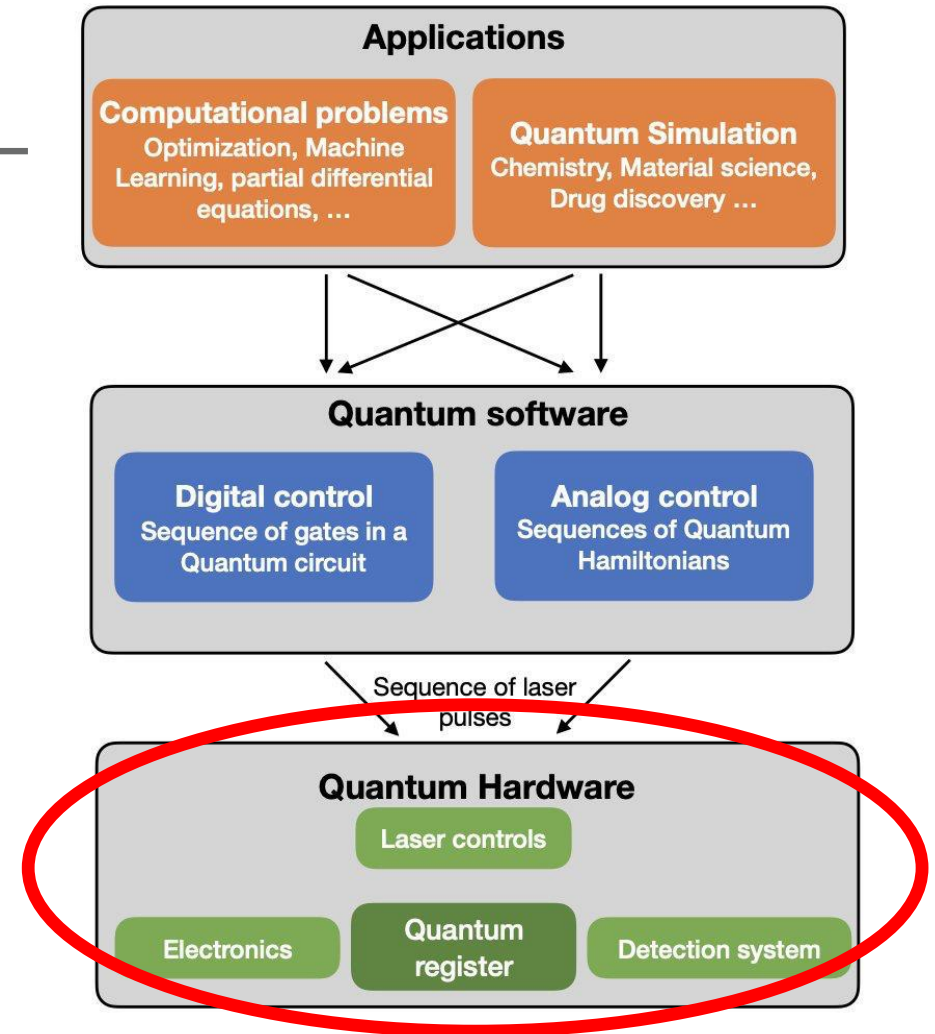 Applications
Computational problems
Optimization, Machine
Learning, partial differential
equations, ...
Quantum Simulation
Chemistry, Material science,
Drug discovery ...
Quantum software
Digital control
Sequence of gates in a
Quantum circuit
Analog control
Sequences of Quantum
Hamiltonians
Sequence of laser
pulses
Quantum Hardware
Laser controls
Electronics
Quantum
register
Detection system